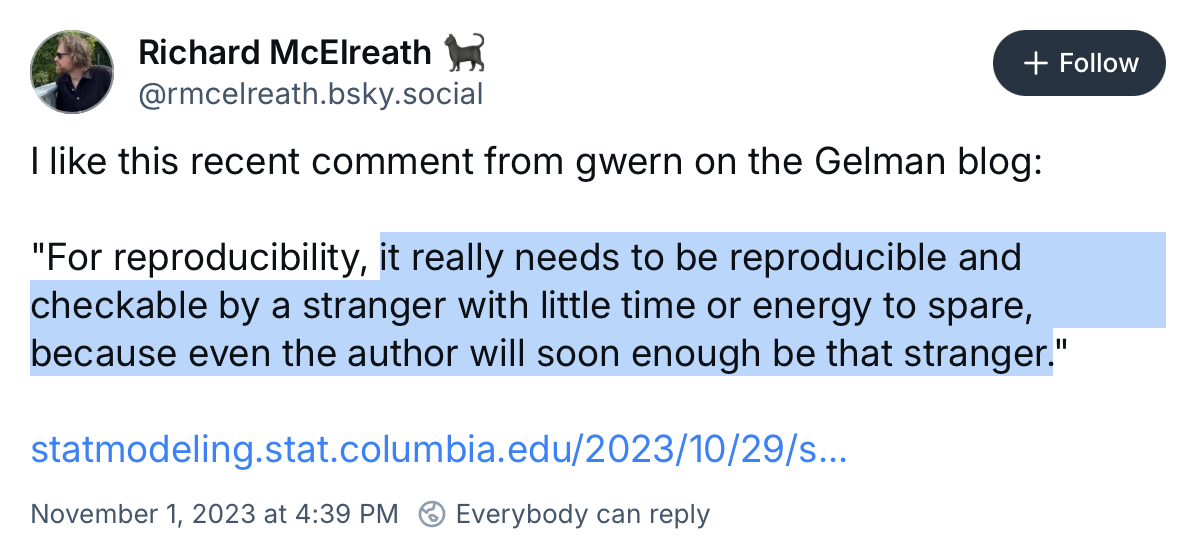 Richard McElreath 🐈‍⬛
+ Follow
@rmcelreath.bsky.social
I like this recent comment from gwern on the Gelman blog:
"For reproducibility, it really needs to be reproducible and
checkable by a stranger with little time or energy to spare,
because even the author will soon enough be that stranger."
statmodeling.stat.columbia.edu/2023/10/29/s...
November 1, 2023 at 4:39 PM Everybody can reply